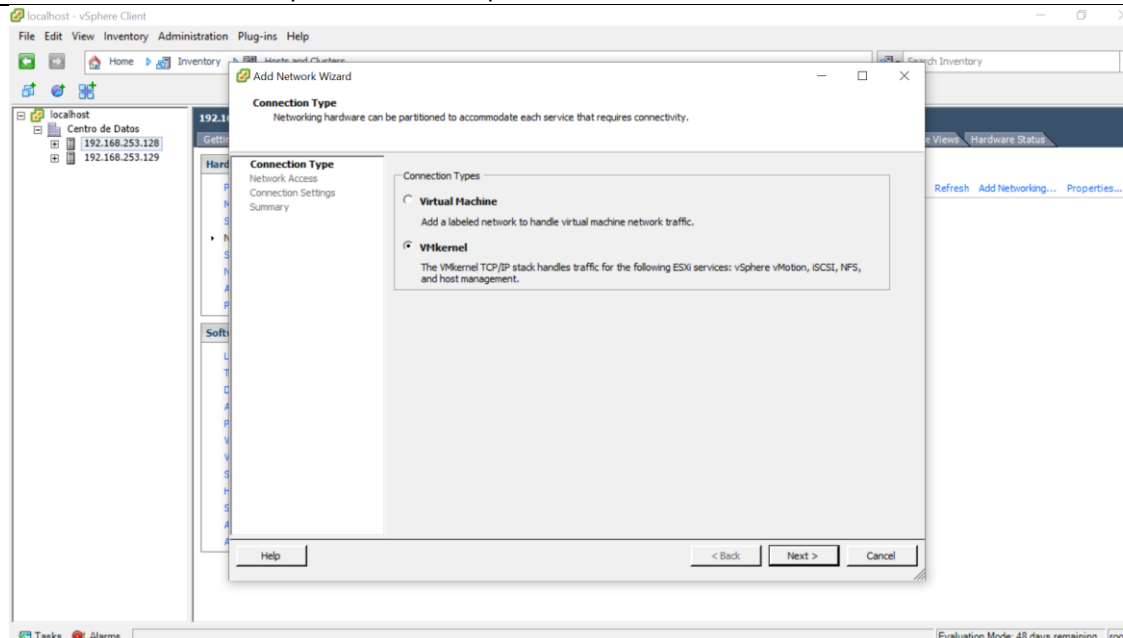 localhost - vSphere Client
File Edit View Inventory Administration Plug-ins Help
Home Inventory Hosts and Clusters
Search Inventory
Add Network Wizard
Connection Type
Networking hardware can be partitioned to accommodate each service that requires connectivity.
localhost
Centro de Datos
192.168.253.128
192.168.253.129
Hardware Status
Refresh Add Networking... Properties...
Connection Type
Network Access
Connection Settings
Summary
Connection Types
Virtual Machine
Add a labeled network to handle virtual machine network traffic.
VMkernel
The VMkernel TCP/IP stack handles traffic for the following ESXi services: vSphere vMotion, iSCSI, NFS,
and host management.
Help
< Back
Next >
Cancel
Tasks Alarms
Evaluation Mode: 48 days remaining